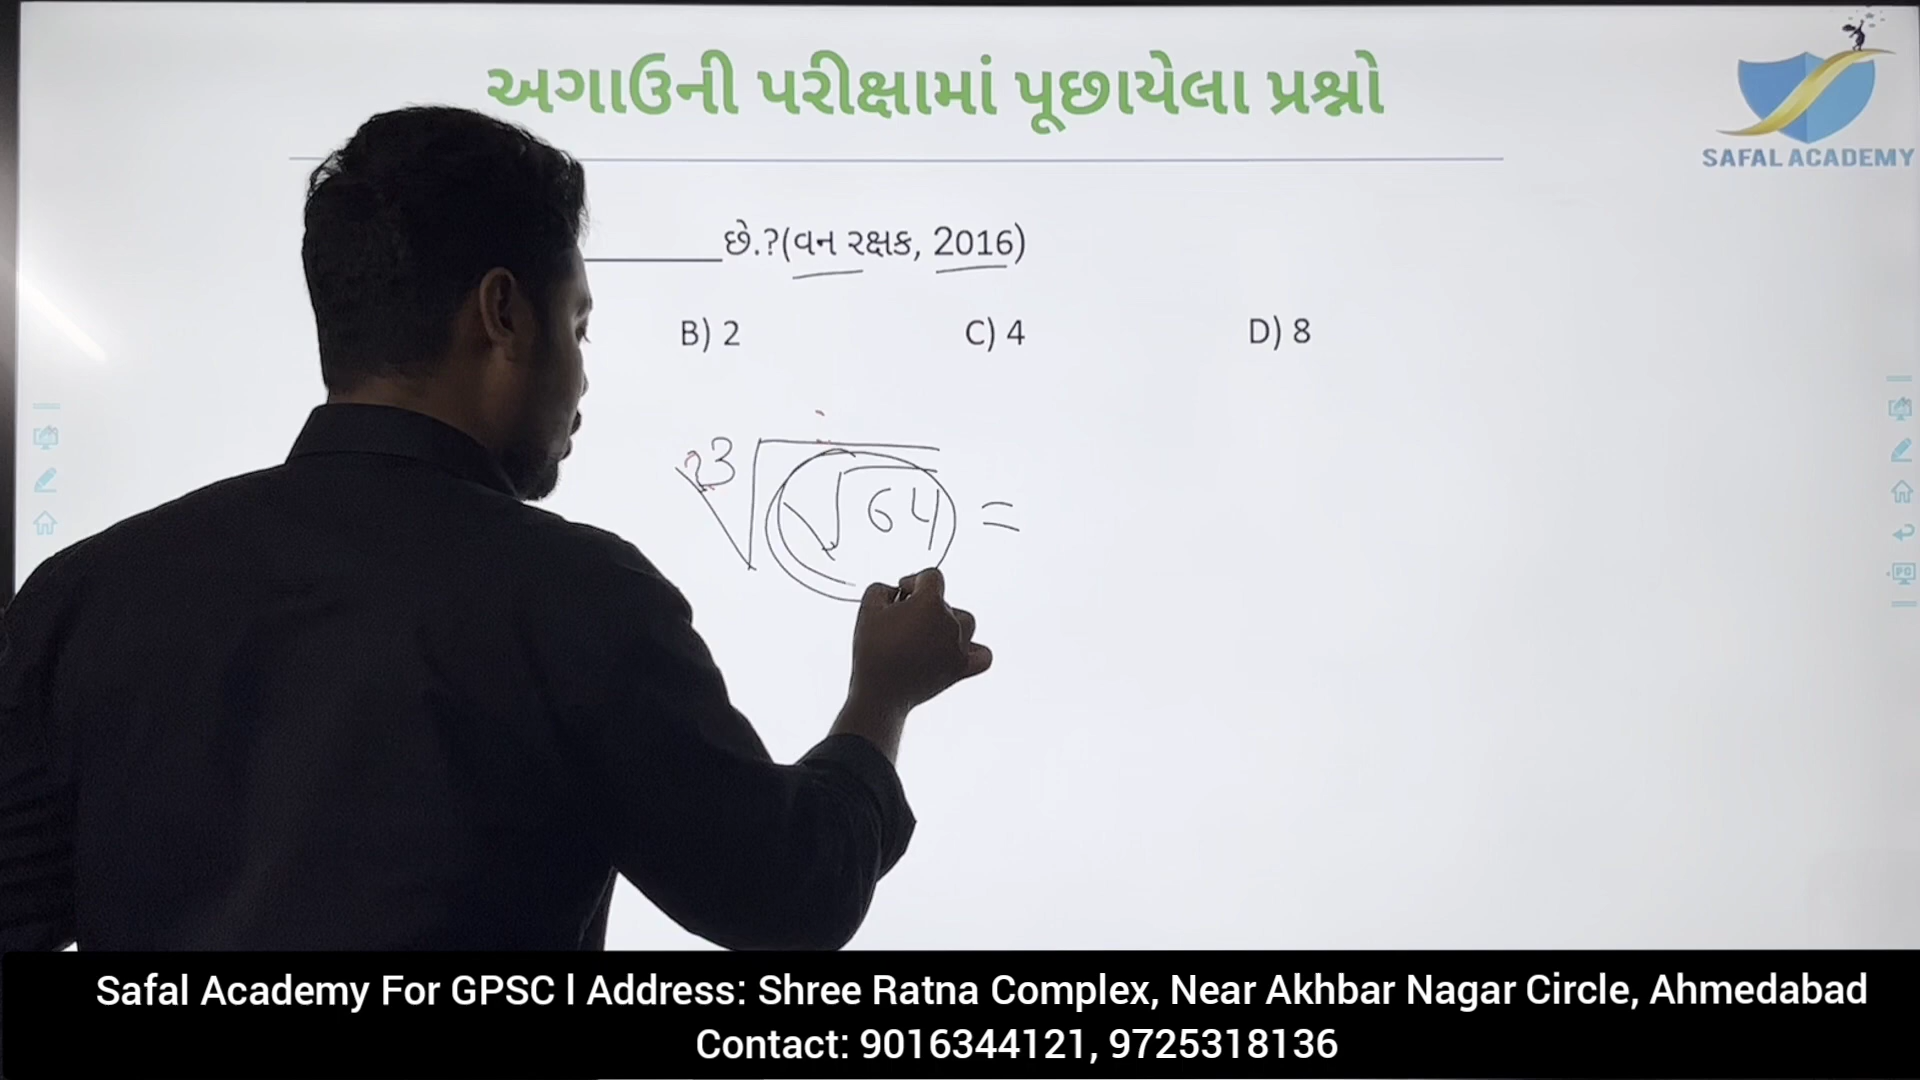 અગાઉની પરીક્ષામાં પૂછાયેલા પ્રશ્નો
SAFAL ACADEMY
________છે.?(વન રક્ષક, 2016)
B) 2 C) 4 D) 8
3√√64 =
Safal Academy For GPSC l Address: Shree Ratna Complex, Near Akhbar Nagar Circle, Ahmedabad
Contact: 9016344121, 9725318136